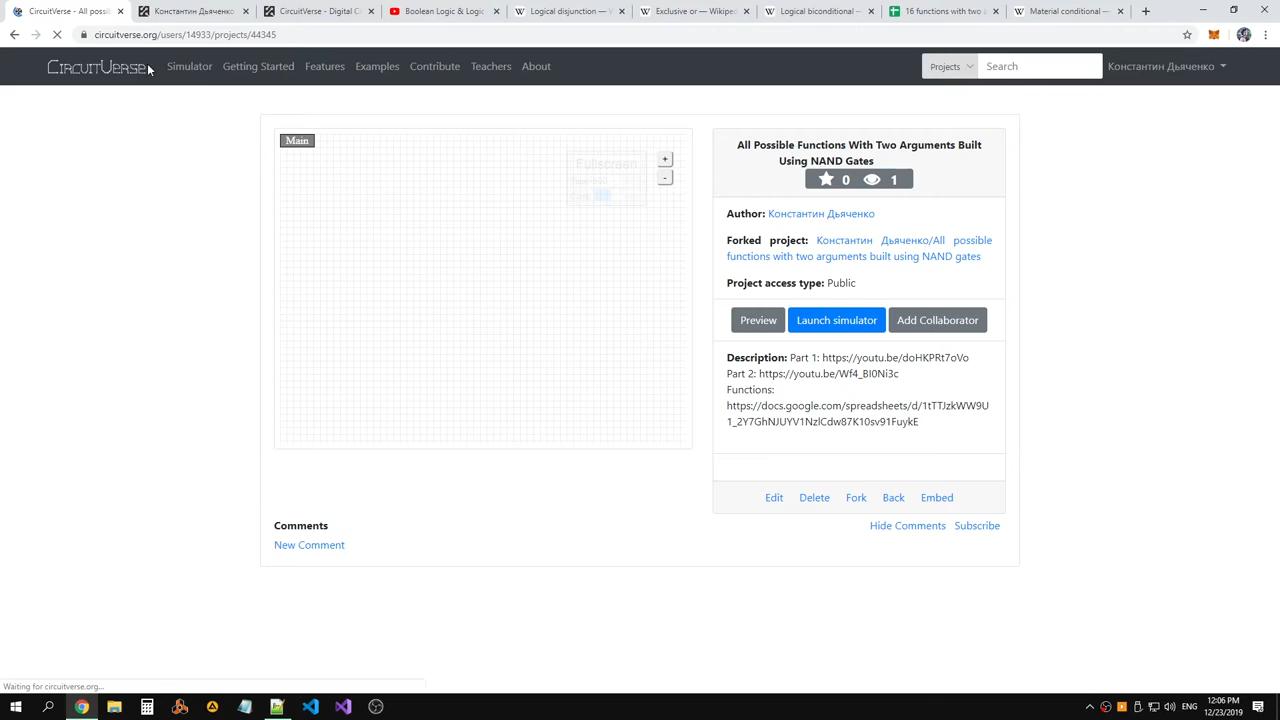 CircuitVerse - All possi
Константин Дьяченко
CircuitVerse - Digital C
Boolean Logic & Logic
Logical disjunction — Y
Exclusive or — Wikiped
Logical biconditional —
16 functions with two a
Material conditional —
circuitverse.org/users/14933/projects/44345
CircuitVerse
Simulator
Getting Started
Features
Examples
Contribute
Teachers
About
Projects
Search
Константин Дьяченко
Main
Fullscreen
+
-
All Possible Functions With Two Arguments Built
Using NAND Gates
0
1
Author: Константин Дьяченко
Forked project: Константин Дьяченко/All possible
functions with two arguments built using NAND gates
Project access type: Public
Preview
Launch simulator
Add Collaborator
Description: Part 1: https://youtu.be/doHKPRt7oVo
Part 2: https://youtu.be/Wf4_BI0Ni3c
Functions:
https://docs.google.com/spreadsheets/d/1tTTJzkWW9U
1_2Y7GhNJUYV1NzlCdw87K10sv91FuykE
Edit
Delete
Fork
Back
Embed
Comments
Hide Comments
Subscribe
New Comment
Waiting for circuitverse.org...
ENG
12:06 PM
12/23/2019